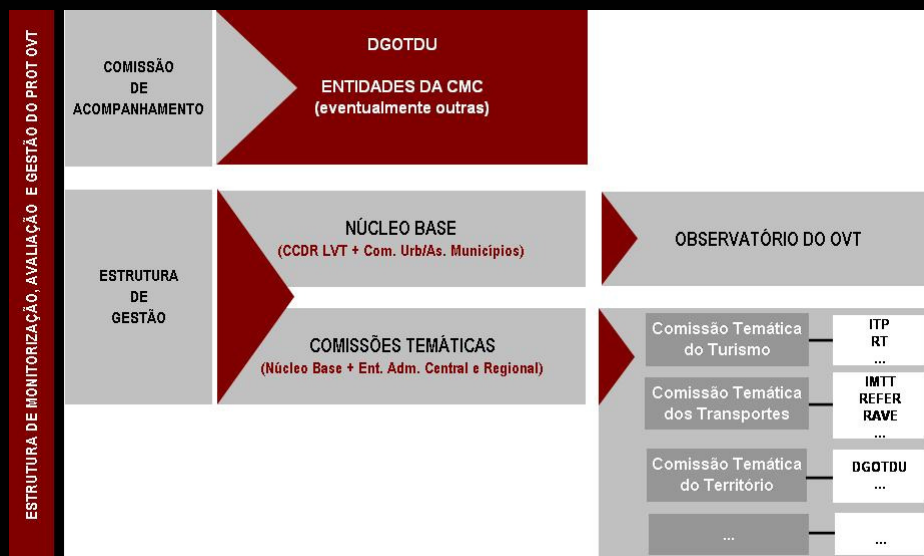 ESTRUTURA DE MONITORIZAÇÃO, AVALIAÇÃO E GESTÃO DO PROT OVT
COMISSÃO
DE
ACOMPANHAMENTO
DGOTDU
ENTIDADES DA CMC
(eventualmente outras)
ESTRUTURA
DE
GESTÃO
NÚCLEO BASE
(CCDR LVT + Com. Urb/As. Municípios)
OBSERVATÓRIO DO OVT
COMISSÕES TEMÁTICAS
(Núcleo Base + Ent. Adm. Central e Regional)
Comissão Temática
do Turismo
ITP
RT
...
Comissão Temática
dos Transportes
IMTT
REFER
RAVE
...
Comissão Temática
do Território
DGOTDU
...
...
...